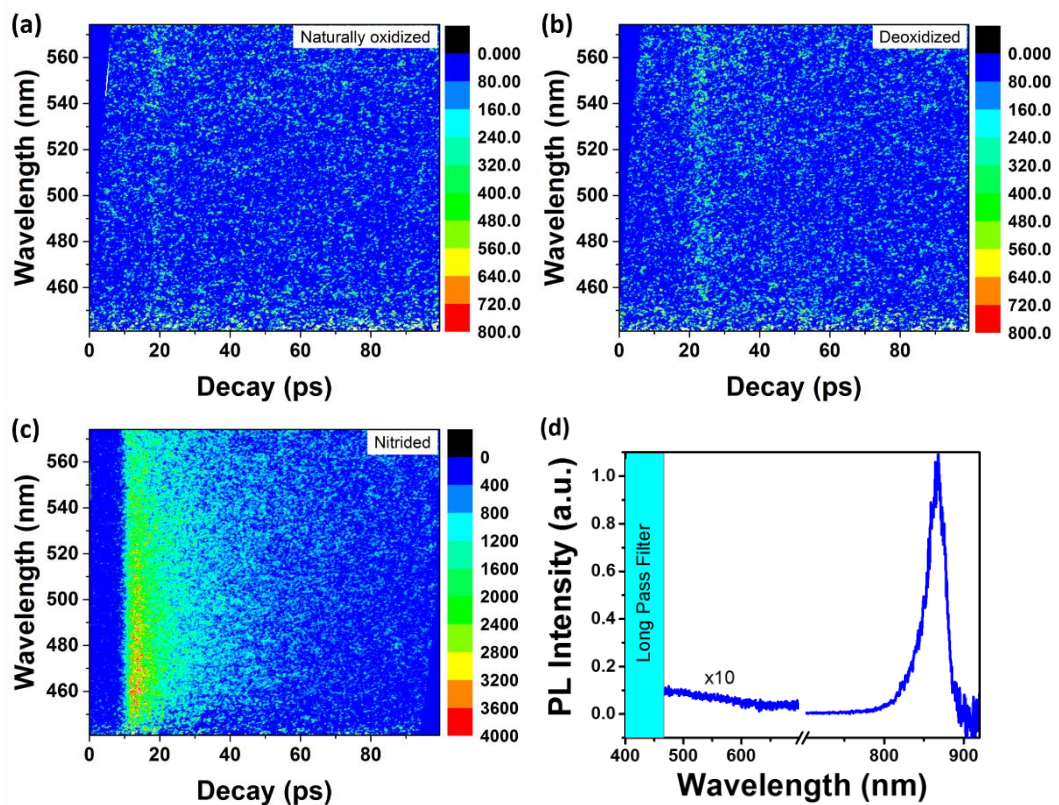 (a)
Naturally oxidized
Wavelength (nm)
560
540
520
500
480
460
0 20 40 60 80
Decay (ps)
0.000
80.00
160.0
240.0
320.0
400.0
480.0
560.0
640.0
720.0
800.0
(b)
Deoxidized
Wavelength (nm)
560
540
520
500
480
460
0 20 40 60 80
Decay (ps)
0.000
80.00
160.0
240.0
320.0
400.0
480.0
560.0
640.0
720.0
800.0
(c)
Nitrided
Wavelength (nm)
560
540
520
500
480
460
0 20 40 60 80
Decay (ps)
0
400
800
1200
1600
2000
2400
2800
3200
3600
4000
(d)
PL Intensity (a.u.)
1.0
0.8
0.6
0.4
0.2
0.0
Long Pass Filter
x10
400 500 600 800 900
Wavelength (nm)